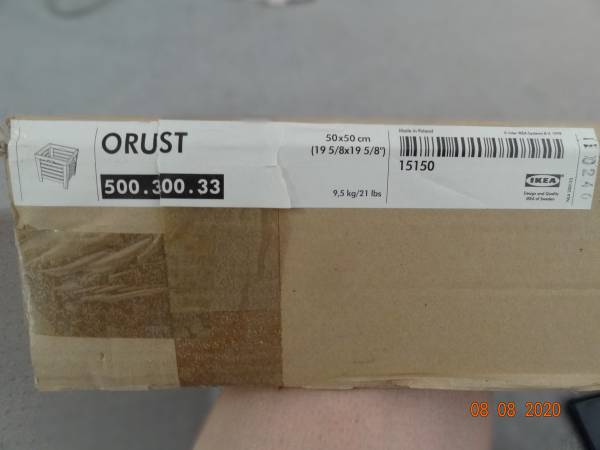 ORUST
500.300.33
50x50 cm
(19 5/8x19 5/8")
9,5 kg/21 lbs
Made in Poland
© Inter IKEA Systems B.V. 1998
15150
IKEA
Design and Quality
IKEA of Sweden
08 08 2020